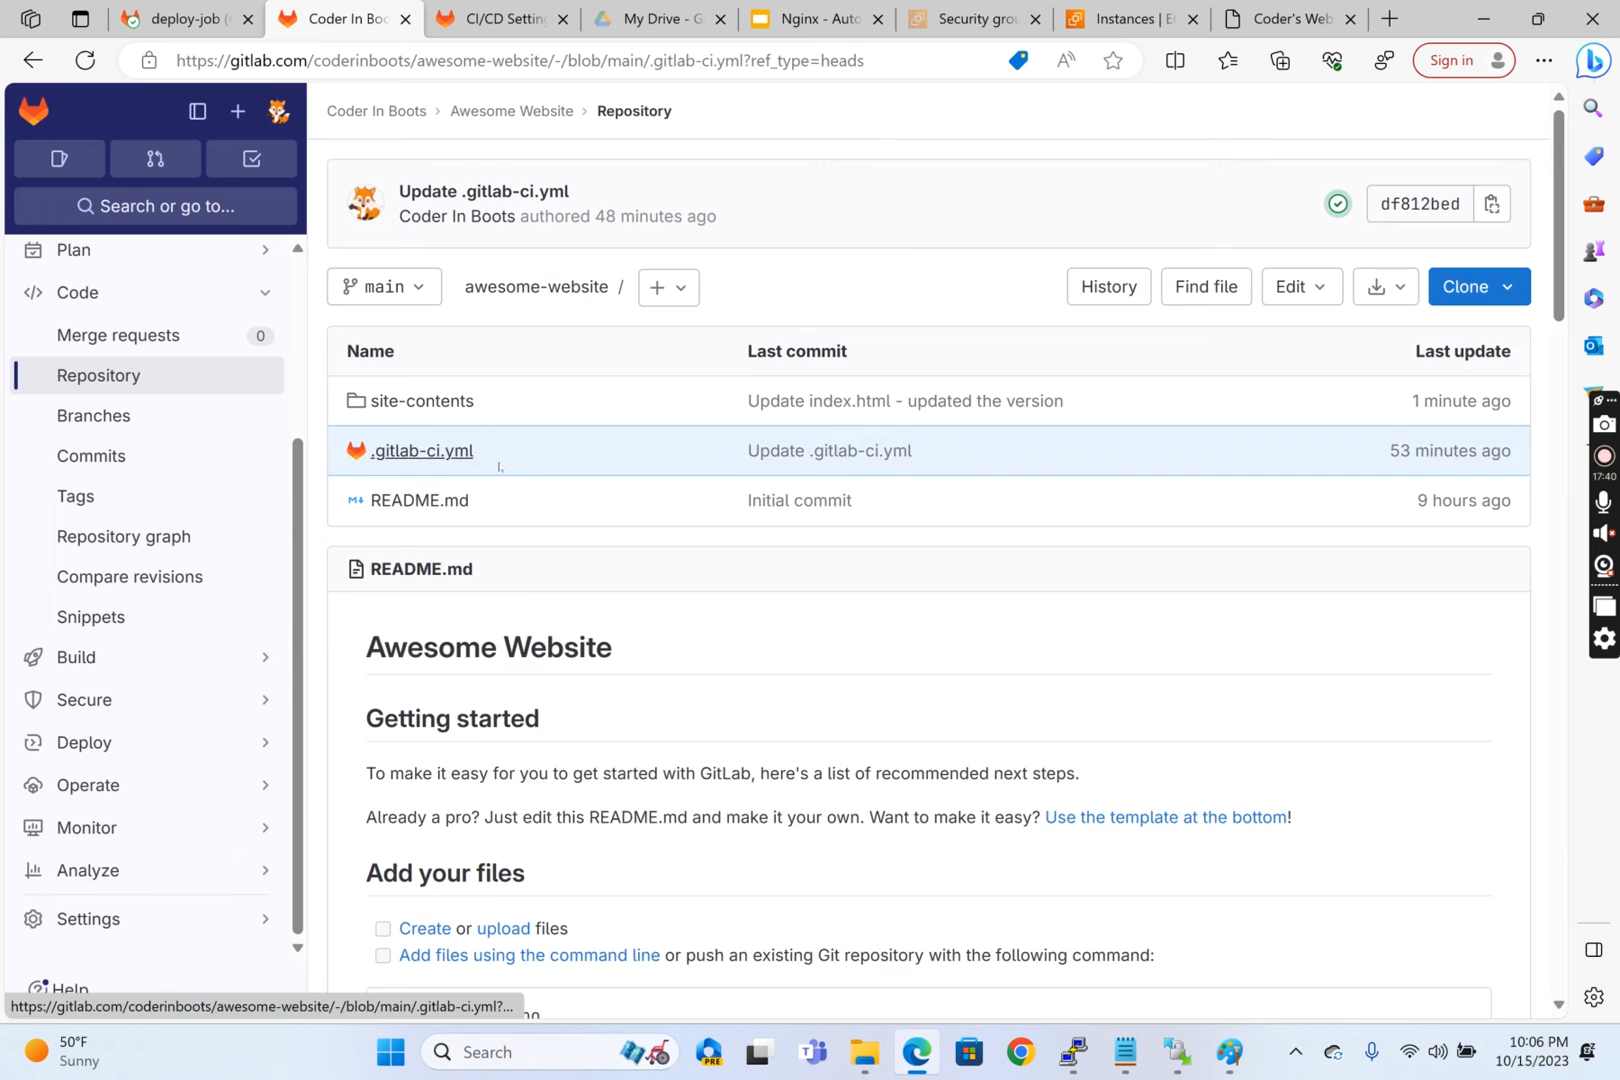 deploy-job (
Coder In Boo
CI/CD Settin
My Drive - G
Nginx - Auto
Security grou
Instances | E
Coder's Web
https://gitlab.com/coderinboots/awesome-website/-/blob/main/.gitlab-ci.yml?ref_type=heads
Sign in
Search or go to...
Plan
Code
Merge requests 0
Repository
Branches
Commits
Tags
Repository graph
Compare revisions
Snippets
Build
Secure
Deploy
Operate
Monitor
Analyze
Settings
Help
Coder In Boots > Awesome Website > Repository
Update .gitlab-ci.yml
Coder In Boots authored 48 minutes ago
df812bed
main
awesome-website /
History
Find file
Edit
Clone
Name Last commit Last update
site-contents Update index.html - updated the version 1 minute ago
.gitlab-ci.yml Update .gitlab-ci.yml 53 minutes ago
README.md Initial commit 9 hours ago
README.md
Awesome Website
Getting started
To make it easy for you to get started with GitLab, here's a list of recommended next steps.
Already a pro? Just edit this README.md and make it your own. Want to make it easy? Use the template at the bottom!
Add your files
Create or upload files
Add files using the command line or push an existing Git repository with the following command:
https://gitlab.com/coderinboots/awesome-website/-/blob/main/.gitlab-ci.yml?...
17:40
50°F
Sunny
Search
PRE
10:06 PM
10/15/2023